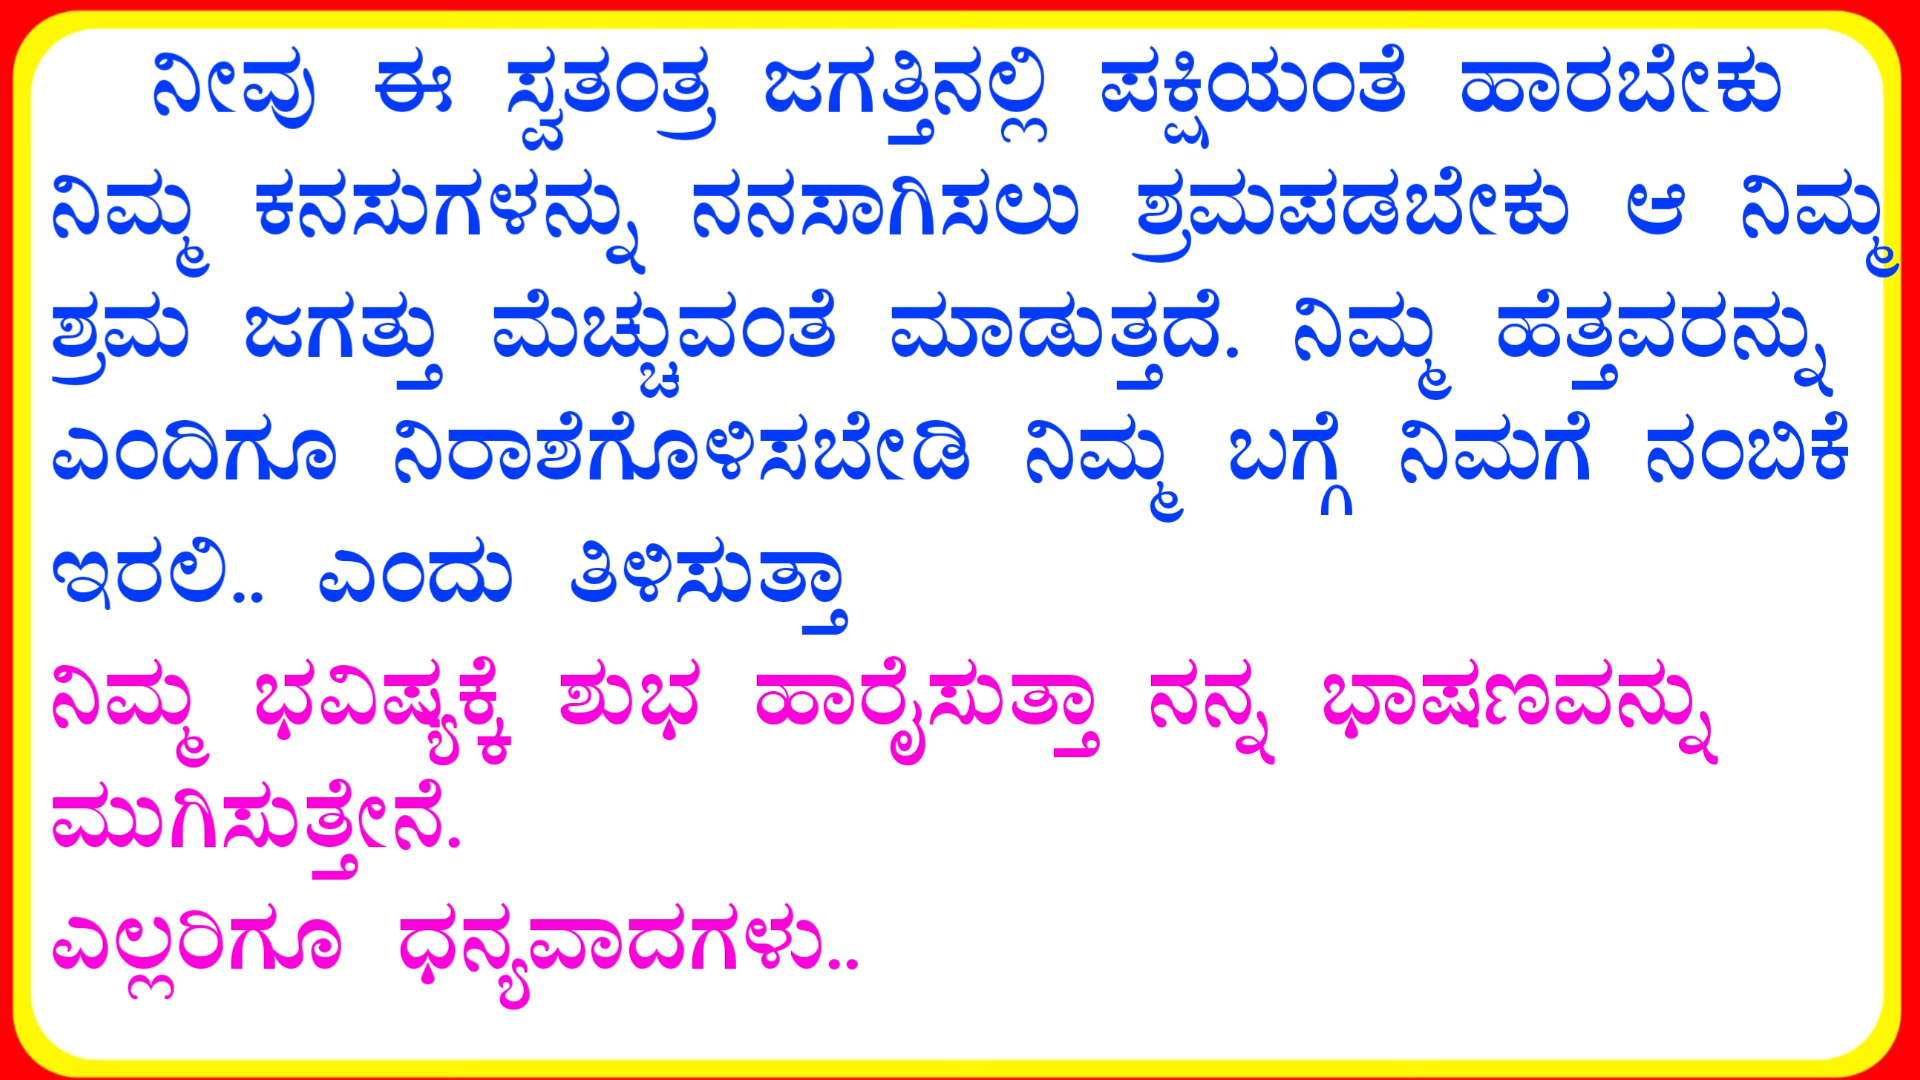 ನೀವು ಈ ಸ್ವತಂತ್ರ ಜಗತ್ತಿನಲ್ಲಿ ಪಕ್ಷಿಯಂತೆ ಹಾರಬೇಕು
ನಿಮ್ಮ ಕನಸುಗಳನ್ನು ನನಸಾಗಿಸಲು ಶ್ರಮಪಡಬೇಕು ಆ ನಿಮ್ಮ
ಶ್ರಮ ಜಗತ್ತು ಮೆಚ್ಚುವಂತೆ ಮಾಡುತ್ತದೆ. ನಿಮ್ಮ ಹೆತ್ತವರನ್ನು
ಎಂದಿಗೂ ನಿರಾಶೆಗೊಳಿಸಬೇಡಿ ನಿಮ್ಮ ಬಗ್ಗೆ ನಿಮಗೆ ನಂಬಿಕೆ
ಇರಲಿ.. ಎಂದು ತಿಳಿಸುತ್ತಾ
ನಿಮ್ಮ ಭವಿಷ್ಯಕ್ಕೆ ಶುಭ ಹಾರೈಸುತ್ತಾ ನನ್ನ ಭಾಷಣವನ್ನು
ಮುಗಿಸುತ್ತೇನೆ.
ಎಲ್ಲರಿಗೂ ಧನ್ಯವಾದಗಳು..